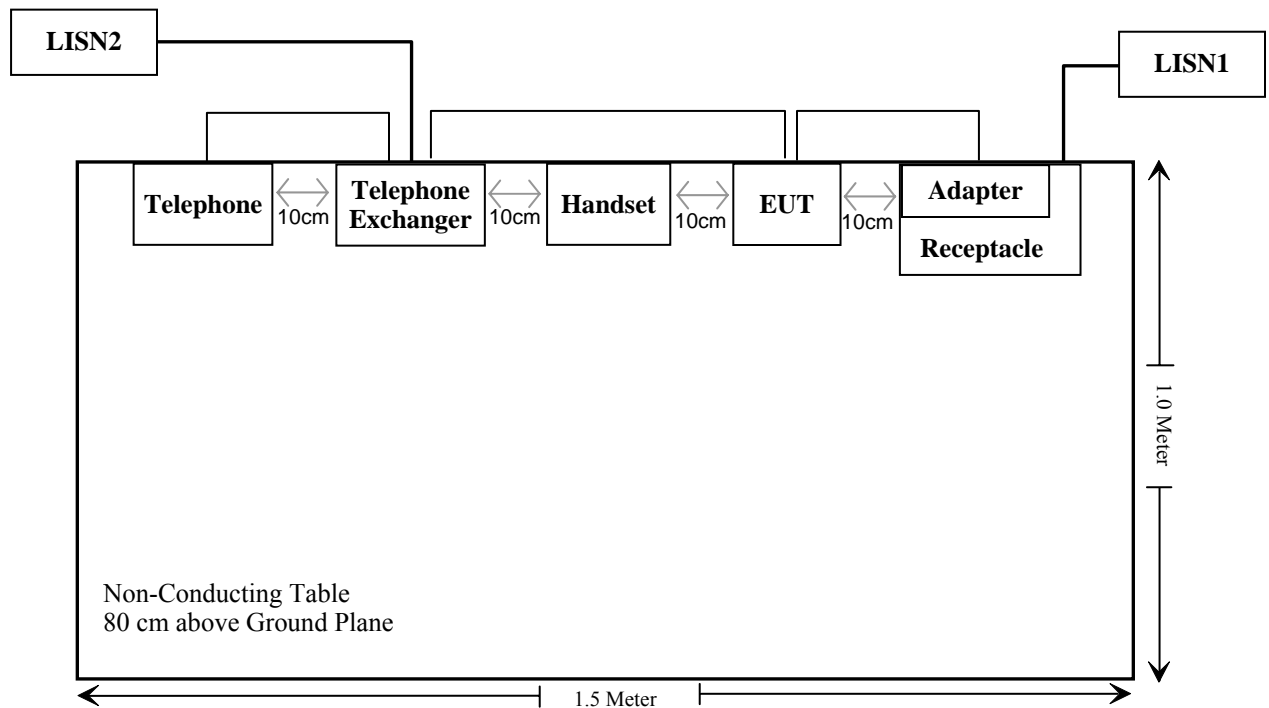 LISN2
LISN1
Telephone
10cm
Telephone
Exchanger
10cm
Handset
10cm
EUT
10cm
Adapter
Receptacle
1.0 Meter
Non-Conducting Table
80 cm above Ground Plane
1.5 Meter